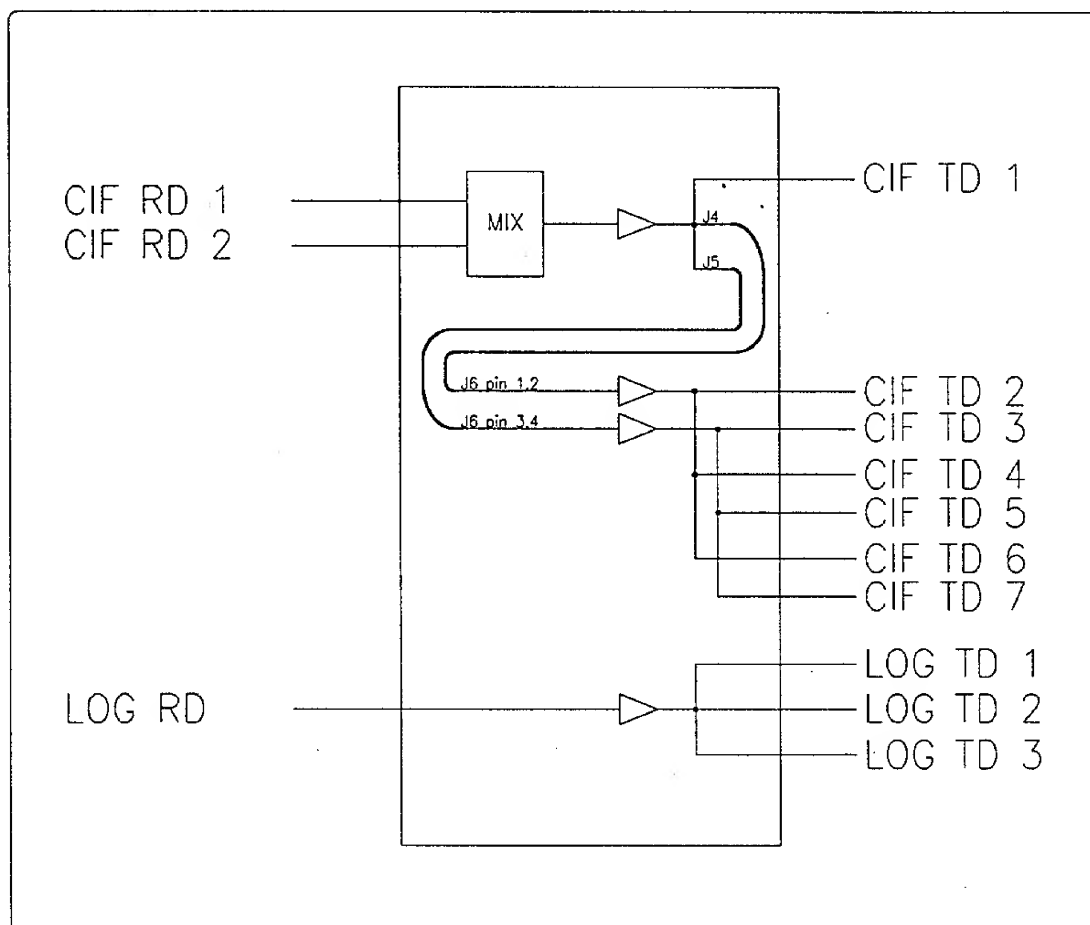 CIF RD 1
CIF RD 2
MIX
J4
J5
CIF TD 1
J6 pin 1,2
J6 pin 3,4
CIF TD 2
CIF TD 3
CIF TD 4
CIF TD 5
CIF TD 6
CIF TD 7
LOG RD
LOG TD 1
LOG TD 2
LOG TD 3